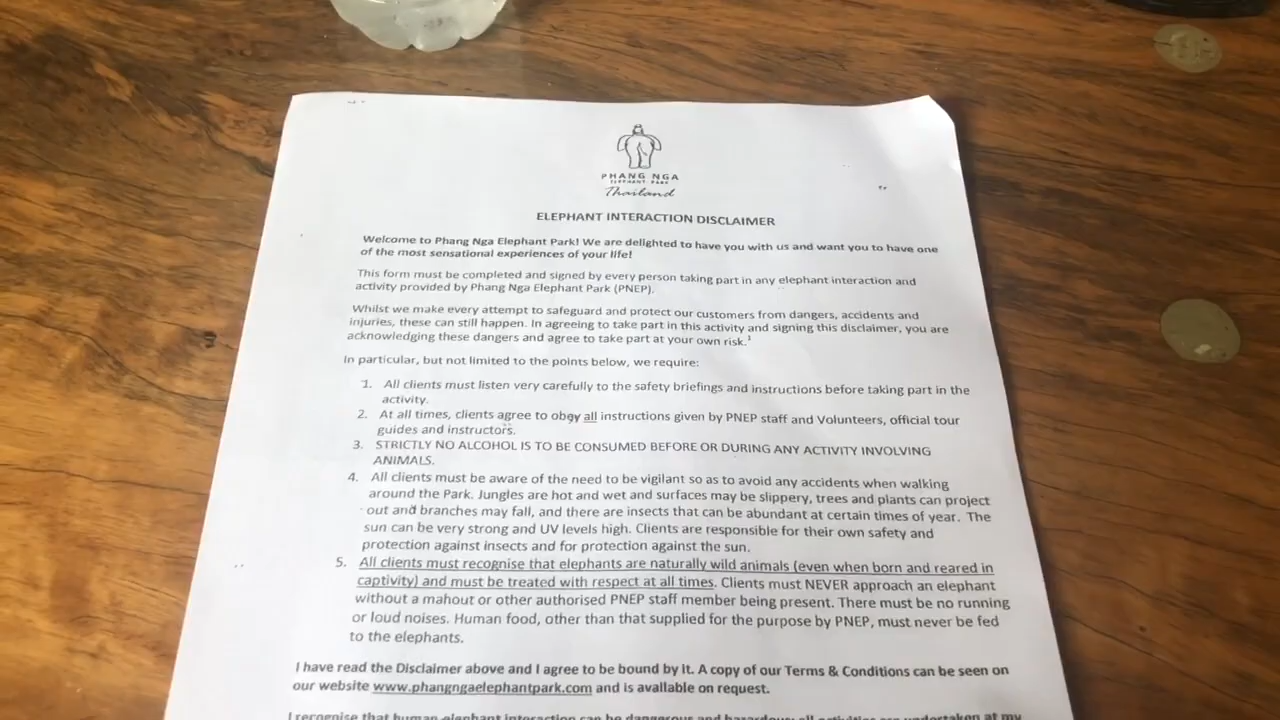 PHANG NGA
ELEPHANT PARK
Thailand
ELEPHANT INTERACTION DISCLAIMER
Welcome to Phang Nga Elephant Park! We are delighted to have you with us and want you to have one
of the most sensational experiences of your life!
This form must be completed and signed by every person taking part in any elephant interaction and
activity provided by Phang Nga Elephant Park (PNEP).
Whilst we make every attempt to safeguard and protect our customers from dangers, accidents and
injuries, these can still happen. In agreeing to take part in this activity and signing this disclaimer, you are
acknowledging these dangers and agree to take part at your own risk.¹
In particular, but not limited to the points below, we require:
1. All clients must listen very carefully to the safety briefings and instructions before taking part in the
activity.
2. At all times, clients agree to obey all instructions given by PNEP staff and Volunteers, official tour
guides and instructors.
3. STRICTLY NO ALCOHOL IS TO BE CONSUMED BEFORE OR DURING ANY ACTIVITY INVOLVING
ANIMALS.
4. All clients must be aware of the need to be vigilant so as to avoid any accidents when walking
around the Park. Jungles are hot and wet and surfaces may be slippery, trees and plants can project
out and branches may fall, and there are insects that can be abundant at certain times of year. The
sun can be very strong and UV levels high. Clients are responsible for their own safety and
protection against insects and for protection against the sun.
5. All clients must recognise that elephants are naturally wild animals (even when born and reared in
captivity) and must be treated with respect at all times. Clients must NEVER approach an elephant
without a mahout or other authorised PNEP staff member being present. There must be no running
or loud noises. Human food, other than that supplied for the purpose by PNEP, must never be fed
to the elephants.
I have read the Disclaimer above and I agree to be bound by it. A copy of our Terms & Conditions can be seen on
our website www.phangngaelephantpark.com and is available on request.
I recognise that human-elephant interaction can be dangerous and hazardous; all activities are undertaken at my